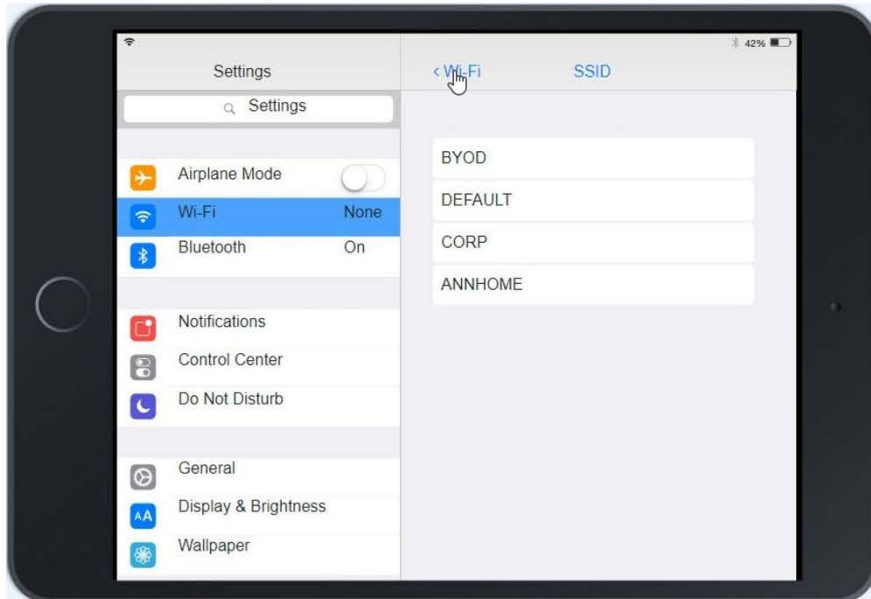 42%
Settings
< Wi-Fi SSID
Settings
Airplane Mode
Wi-Fi None
Bluetooth On
Notifications
Control Center
Do Not Disturb
General
AA Display & Brightness
Wallpaper
BYOD
DEFAULT
CORP
ANNHOME